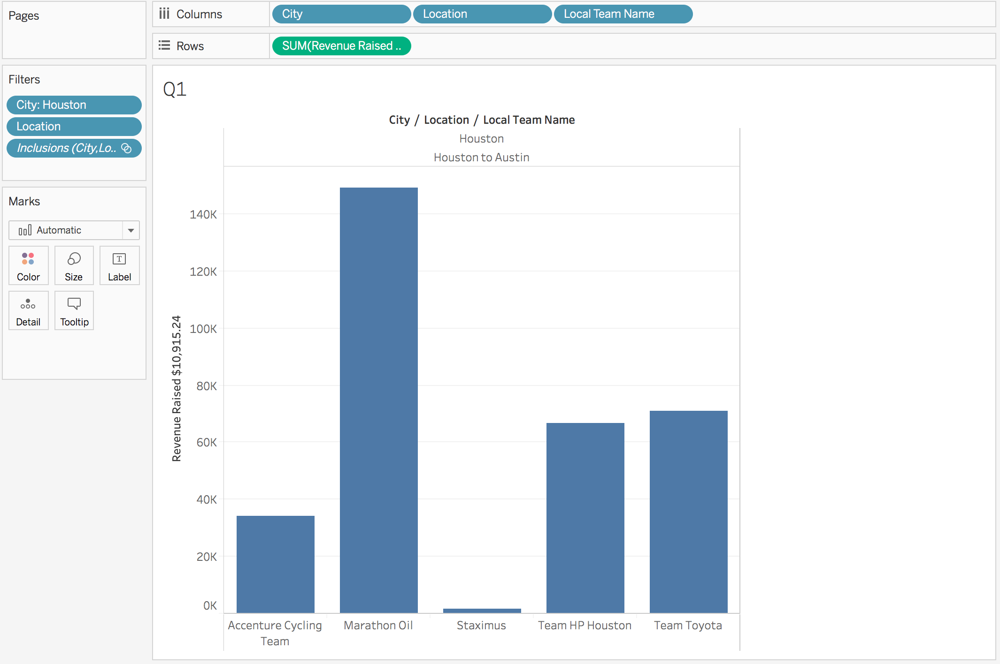 Pages
Columns
City
Location
Local Team Name
Rows
SUM(Revenue Raised ..
Filters
City: Houston
Location
Inclusions (City,Lo..
Marks
Automatic
Color
Size
T
Label
Detail
Tooltip
Q1
City / Location / Local Team Name
Houston
Houston to Austin
Revenue Raised $10,915.24
140K
120K
100K
80K
60K
40K
20K
0K
Accenture Cycling
Team
Marathon Oil
Staximus
Team HP Houston
Team Toyota